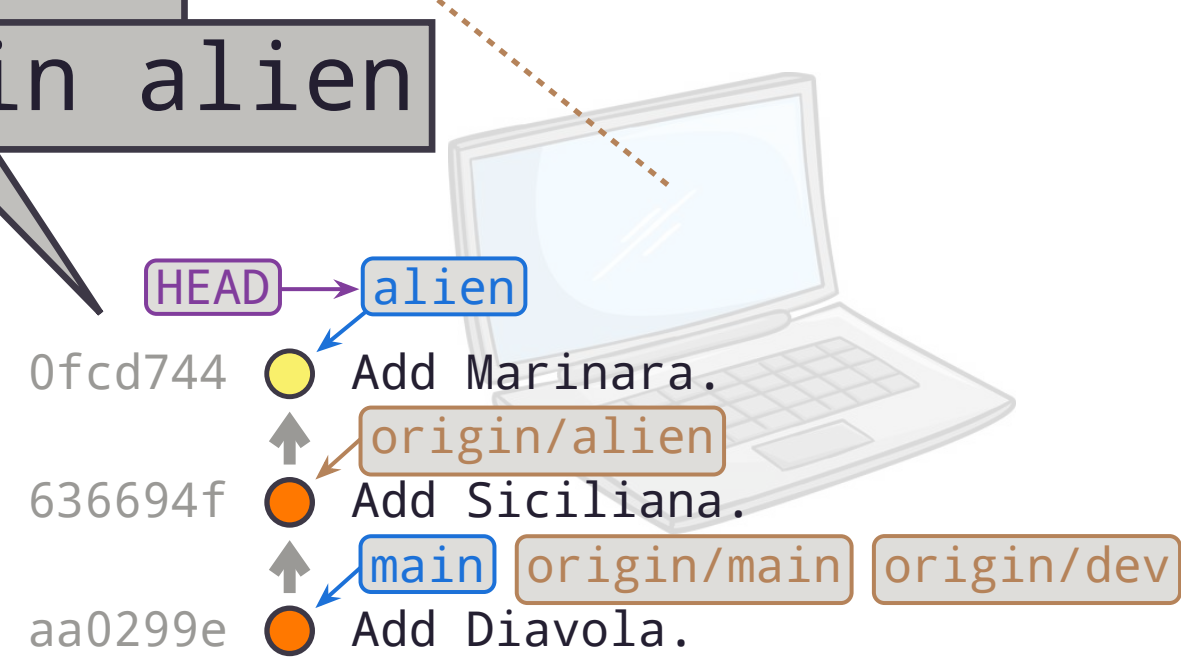 in alien
HEAD alien
0fcd744 Add Marinara.
origin/alien
636694f Add Siciliana.
main origin/main origin/dev
aa0299e Add Diavola.